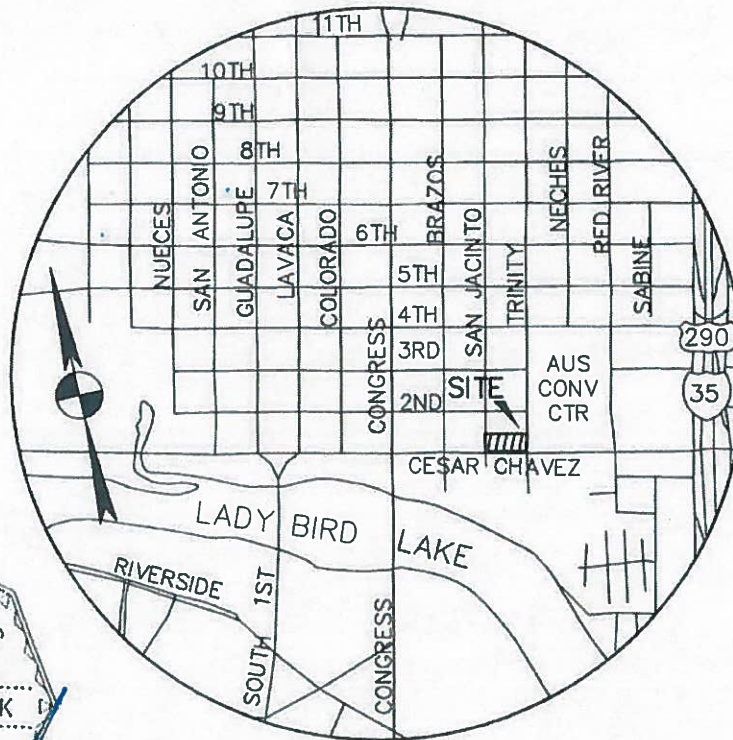 11TH
10TH
9TH
8TH
7TH
6TH
5TH
4TH
3RD
2ND
NUECES
SAN ANTONIO
GUADALUPE
LAVACA
COLORADO
CONGRESS
BRAZOS
SAN JACINTO
TRINITY
NECHES
RED RIVER
SABINE
290
35
AUS
CONV
CTR
SITE
CESAR CHAVEZ
LADY BIRD LAKE
RIVERSIDE
SOUTH 1ST
CONGRESS
K